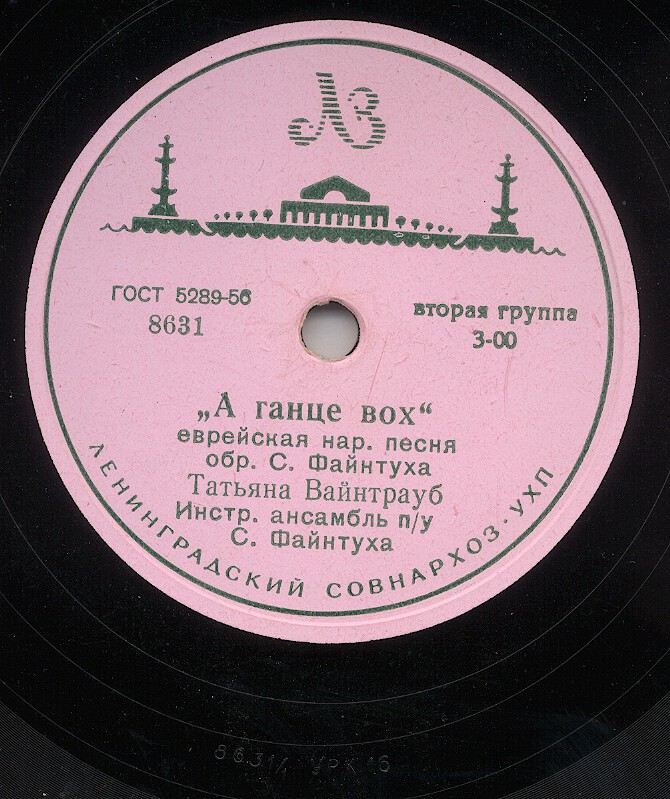 ЛЗ
ГОСТ 5289-56
8631
вторая группа
3-00
„А ганце вох“
еврейская нар. песня
обр. С. Файнтуха
Татьяна Вайнтрауб
Инстр. ансамбль п/у
С. Файнтуха
ЛЕНИНГРАДСКИЙ СОВНАРХОЗ·УХП